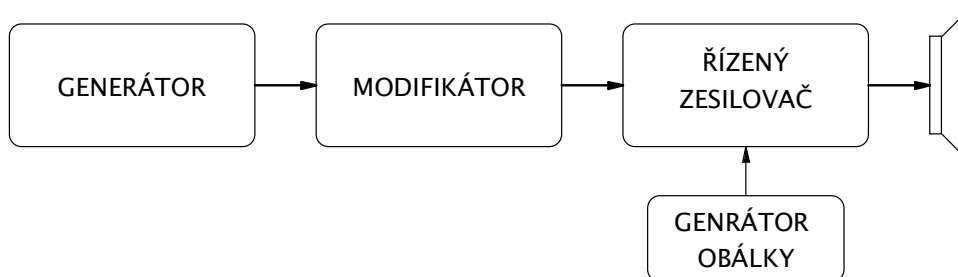 GENERÁTOR
MODIFIKÁTOR
ŘÍZENÝ
ZESILOVAČ
GENRÁTOR
OBÁLKY